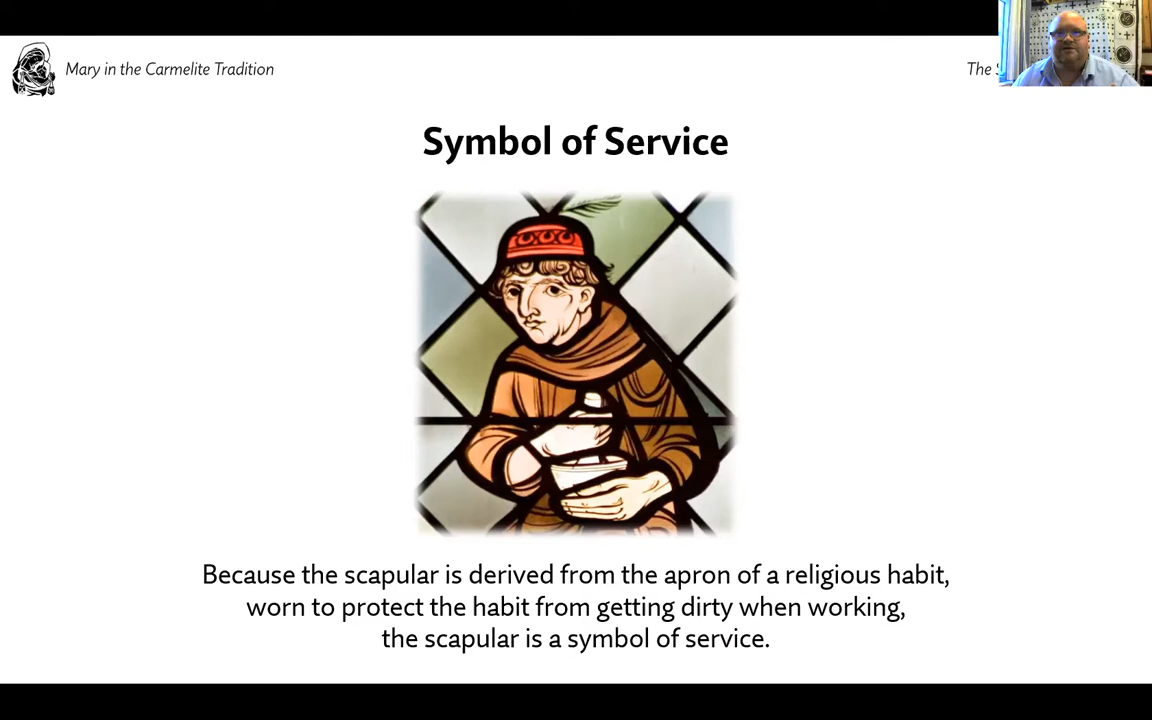 Mary in the Carmelite Tradition
The
Symbol of Service
Because the scapular is derived from the apron of a religious habit,
worn to protect the habit from getting dirty when working,
the scapular is a symbol of service.